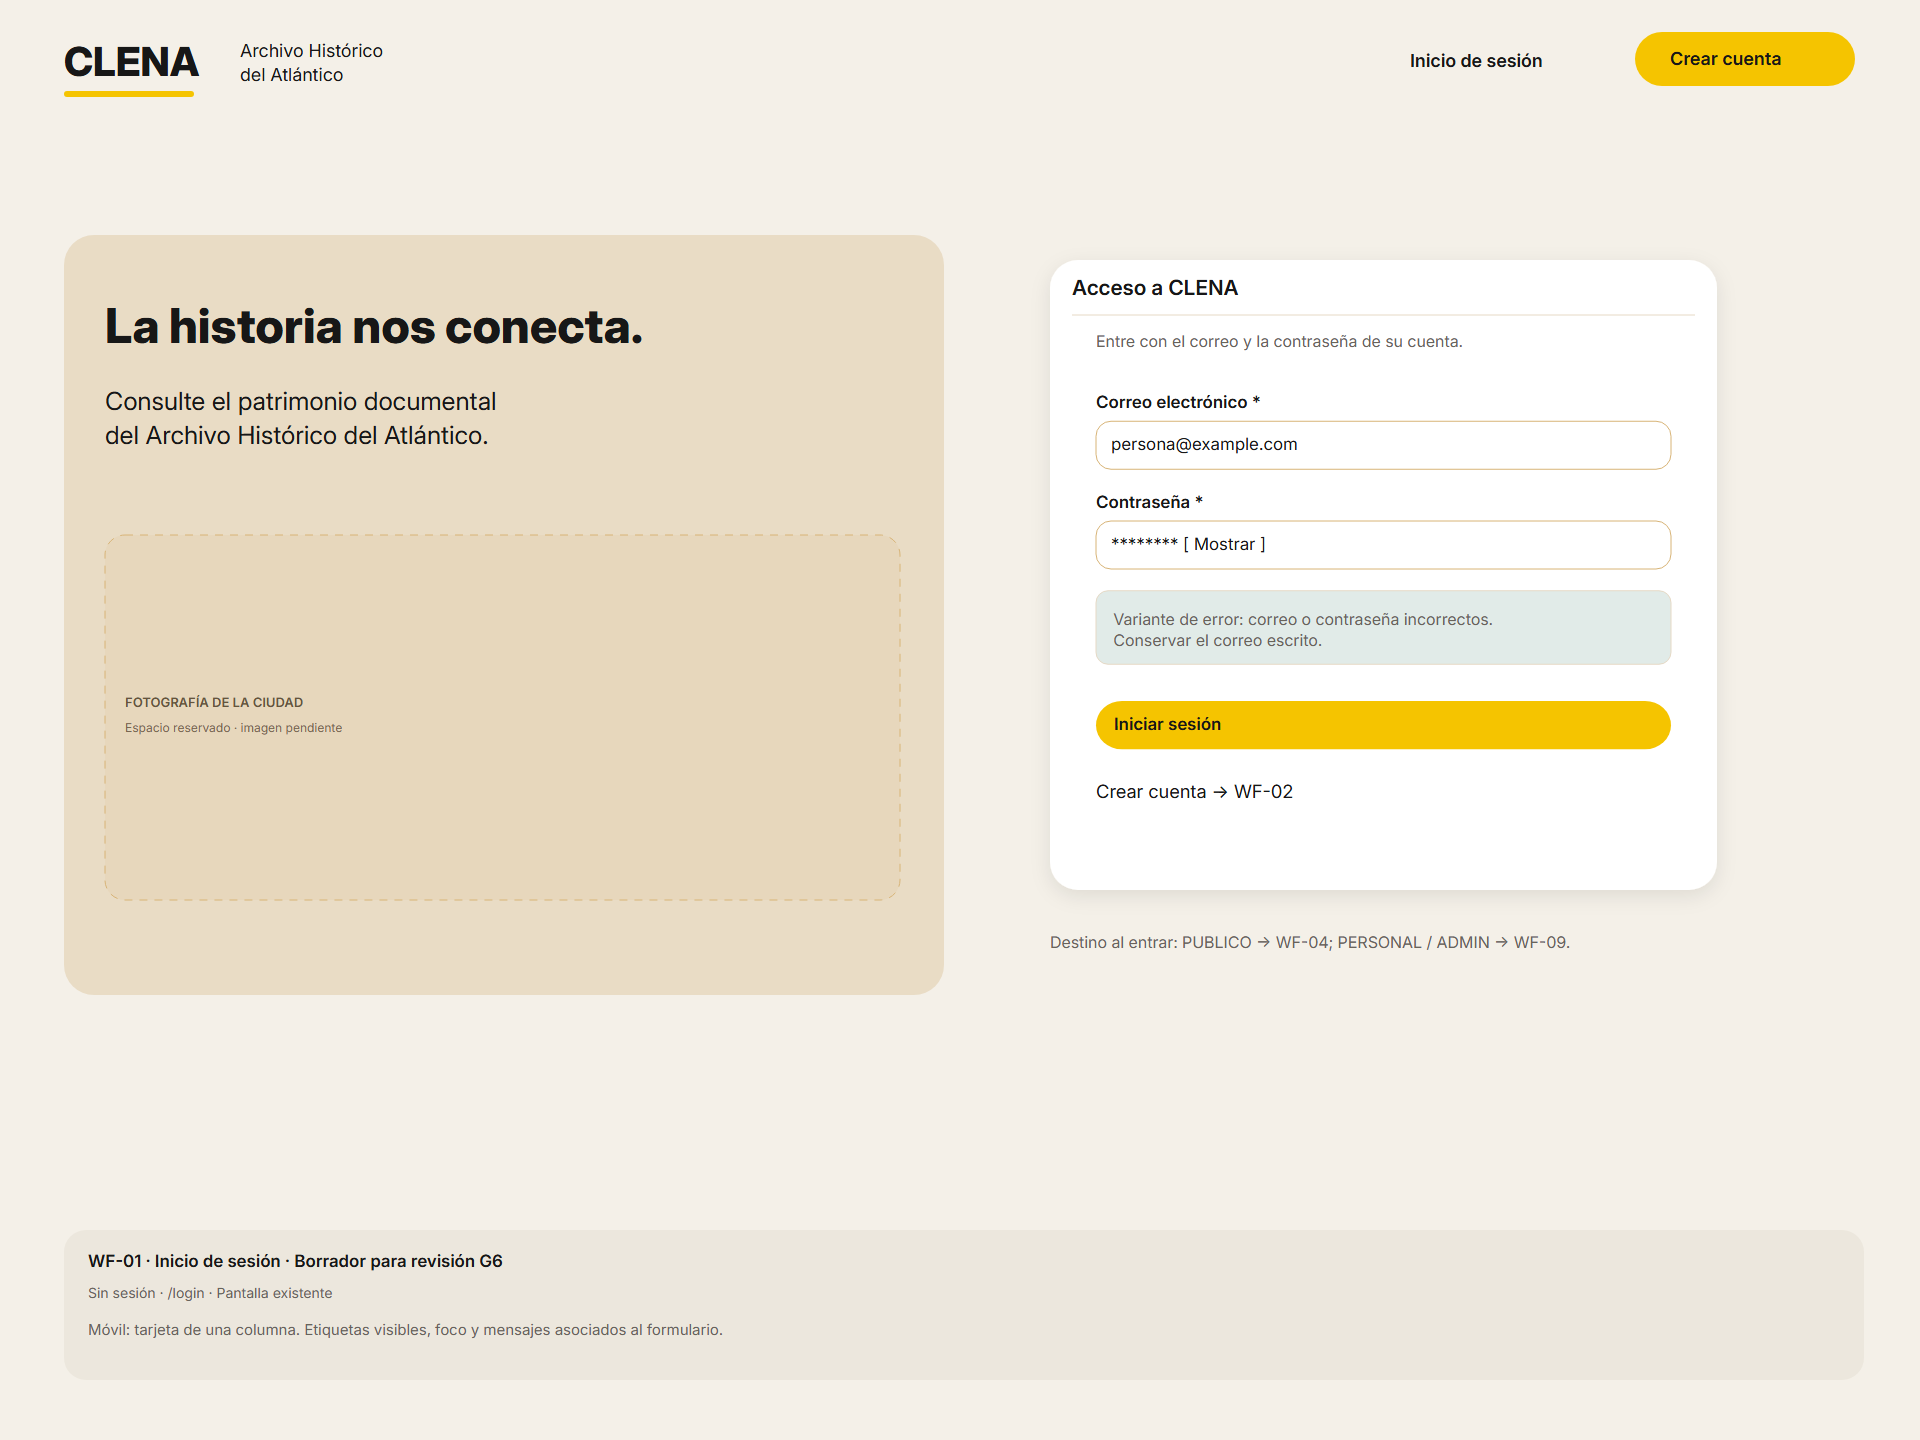 CLENA
Archivo Histórico
del Atlántico
Inicio de sesión
Crear cuenta
La historia nos conecta.
Consulte el patrimonio documental
del Archivo Histórico del Atlántico.
FOTOGRAFÍA DE LA CIUDAD
Espacio reservado · imagen pendiente
Acceso a CLENA
Entre con el correo y la contraseña de su cuenta.
Correo electrónico *
persona@example.com
Contraseña *
******** [ Mostrar ]
Variante de error: correo o contraseña incorrectos.
Conservar el correo escrito.
Iniciar sesión
Crear cuenta → WF-02
Destino al entrar: PUBLICO → WF-04; PERSONAL / ADMIN → WF-09.
WF-01 · Inicio de sesión · Borrador para revisión G6
Sin sesión · /login · Pantalla existente
Móvil: tarjeta de una columna. Etiquetas visibles, foco y mensajes asociados al formulario.